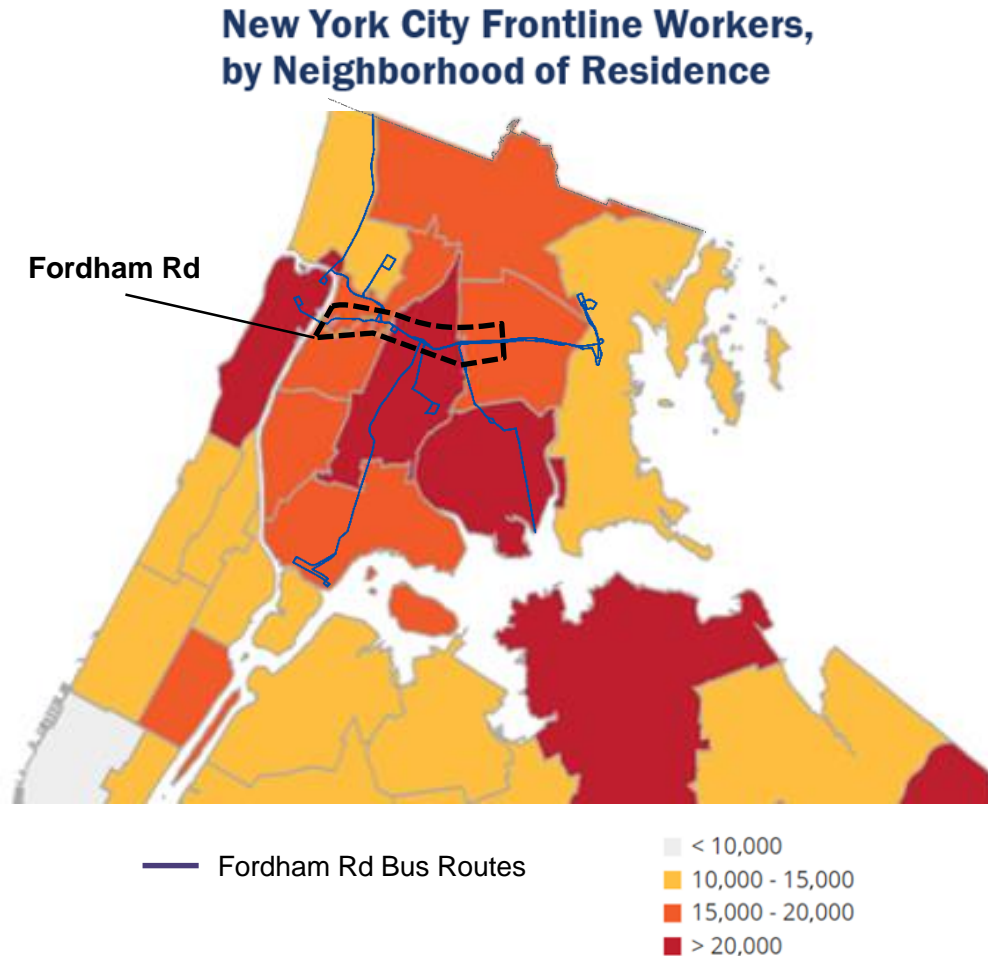 New York City Frontline Workers,
by Neighborhood of Residence
Fordham Rd
Fordham Rd Bus Routes
< 10,000
10,000 - 15,000
15,000 - 20,000
> 20,000